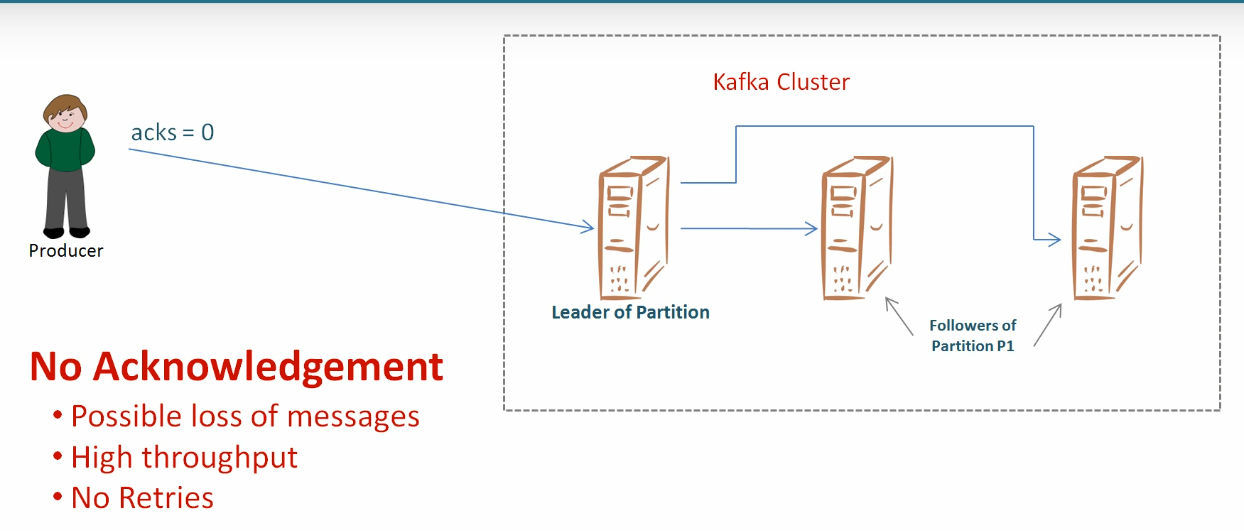 Kafka Cluster
acks = 0
Producer
Leader of Partition
Followers of
Partition P1
No Acknowledgement
• Possible loss of messages
• High throughput
• No Retries